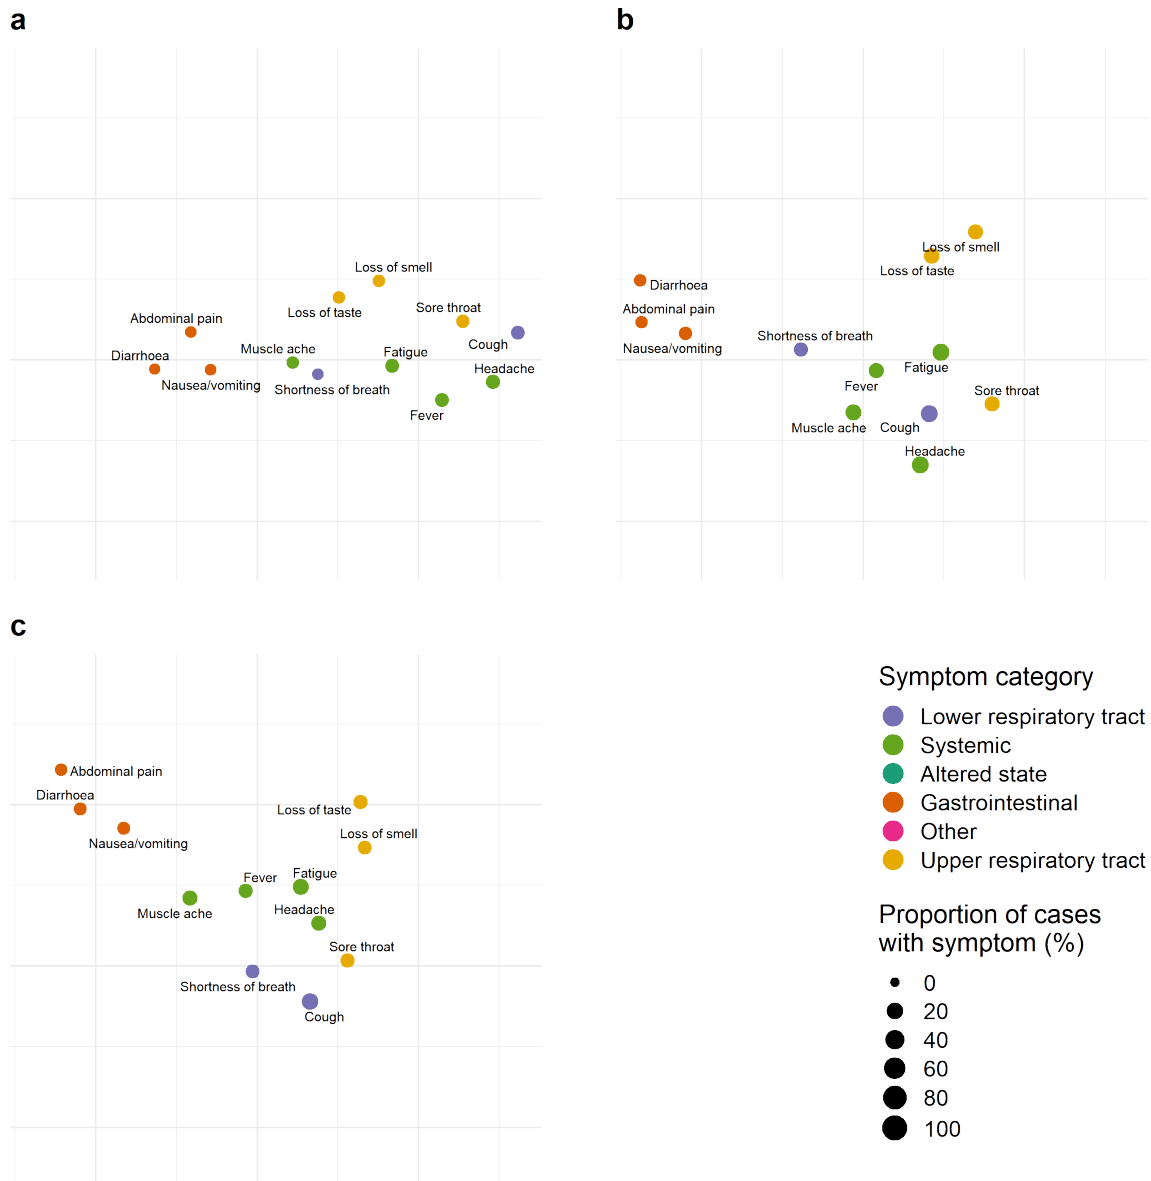 a
Loss of smell
Loss of taste
Sore throat
Abdominal pain
Cough
Muscle ache
Fatigue
Diarrhoea
Headache
Nausea/vomiting
Shortness of breath
Fever
b
Loss of smell
Loss of taste
Diarrhoea
Abdominal pain
Shortness of breath
Nausea/vomiting
Fatigue
Fever
Sore throat
Muscle ache
Cough
Headache
c
Abdominal pain
Diarrhoea
Loss of taste
Loss of smell
Nausea/vomiting
Fatigue
Fever
Headache
Muscle ache
Sore throat
Shortness of breath
Cough
Symptom category
Lower respiratory tract
Systemic
Altered state
Gastrointestinal
Other
Upper respiratory tract
Proportion of cases
with symptom (%)
0
20
40
60
80
100